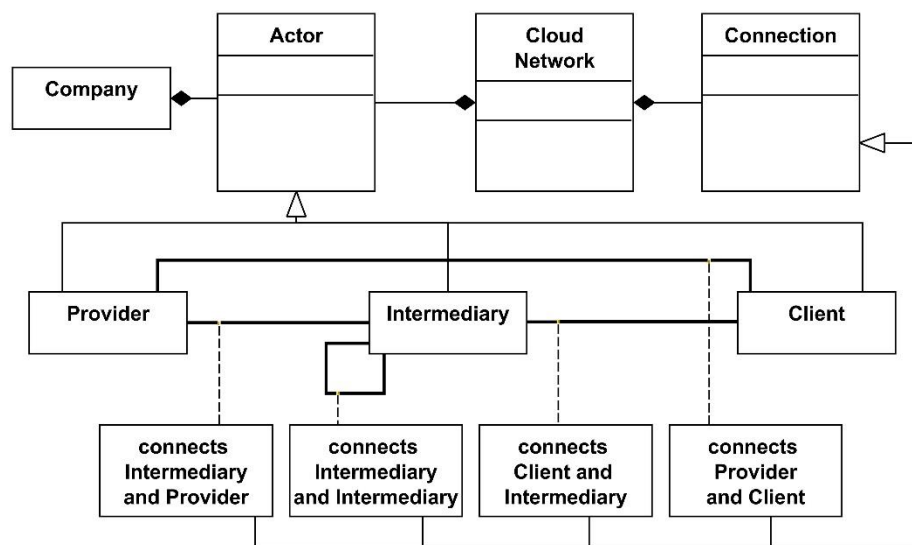 Actor
Cloud
Network
Connection
Company
Provider
Intermediary
Client
connects
Intermediary
and Provider
connects
Intermediary
and Intermediary
connects
Client and
Intermediary
connects
Provider
and Client